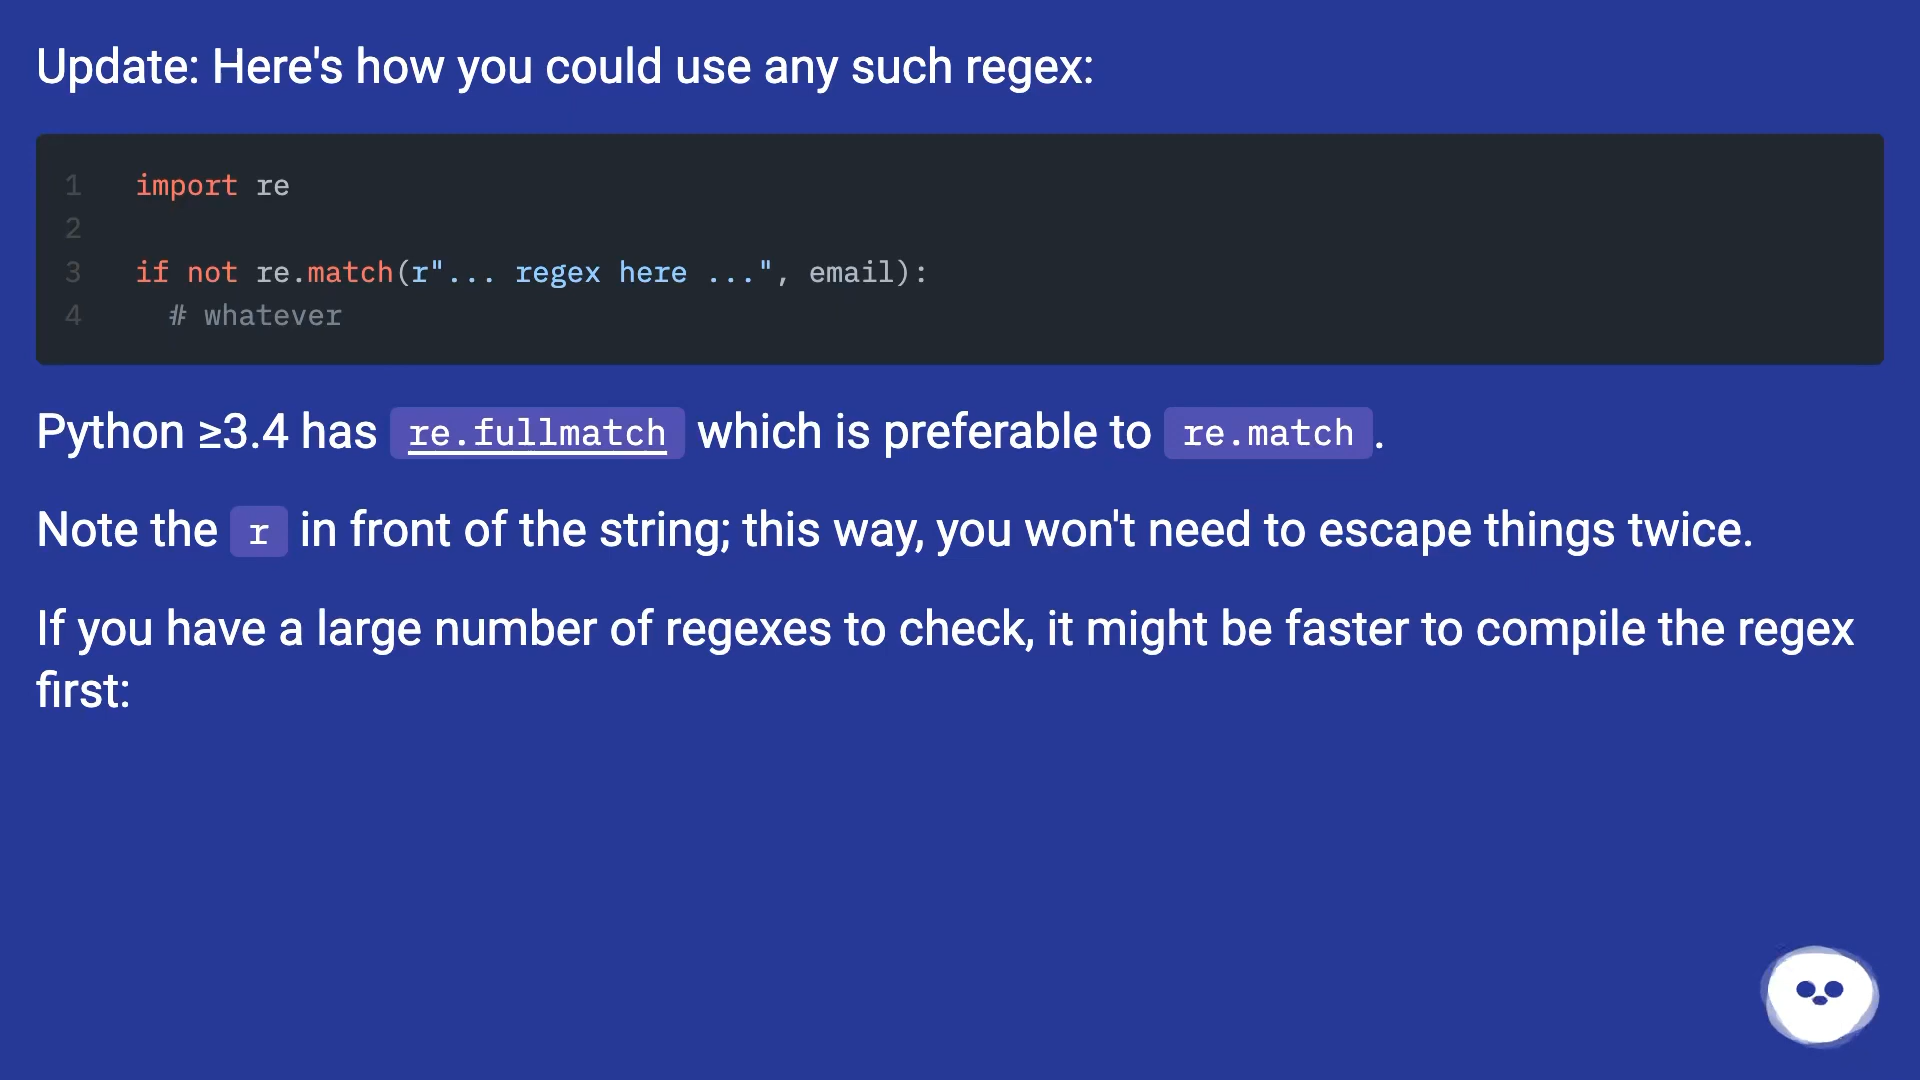 Update: Here's how you could use any such regex:
1 import re
2
3 if not re.match(r"... regex here ...", email):
4 # whatever
Python ≥3.4 has re.fullmatch which is preferable to re.match .
Note the r in front of the string; this way, you won't need to escape things twice.
If you have a large number of regexes to check, it might be faster to compile the regex
first: